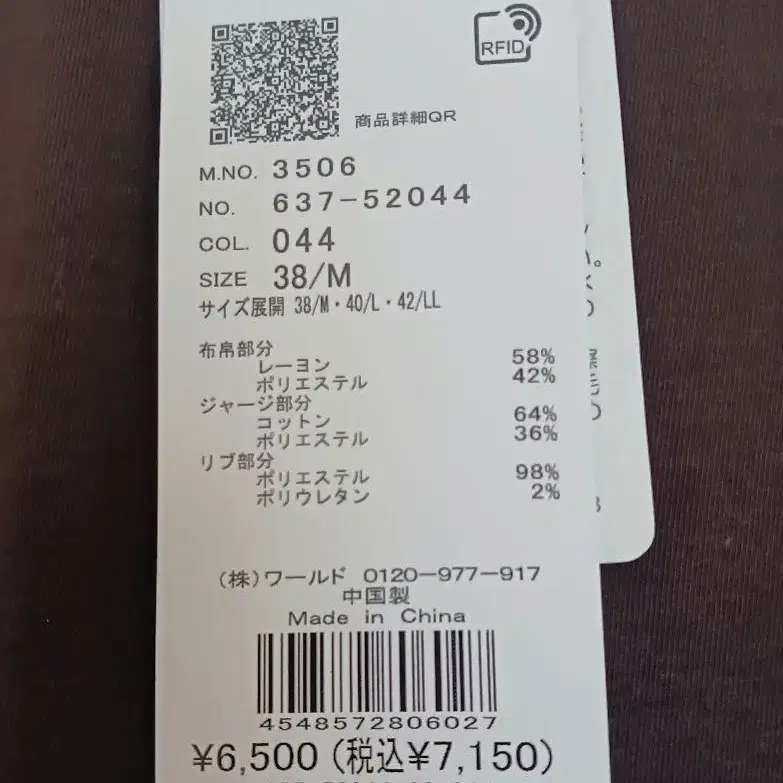 RFID
商品詳細QR
M.NO. 3506
NO. 637-52044
COL. 044
SIZE 38/M
サイズ展開 38/M・40/L・42/LL
布帛部分
レーヨン 58%
ポリエステル 42%
ジャージ部分
コットン 64%
ポリエステル 36%
リブ部分
ポリエステル 98%
ポリウレタン 2%
(株)ワールド 0120-977-917
中国製
Made in China
4548572806027
¥6,500(税込¥7,150)